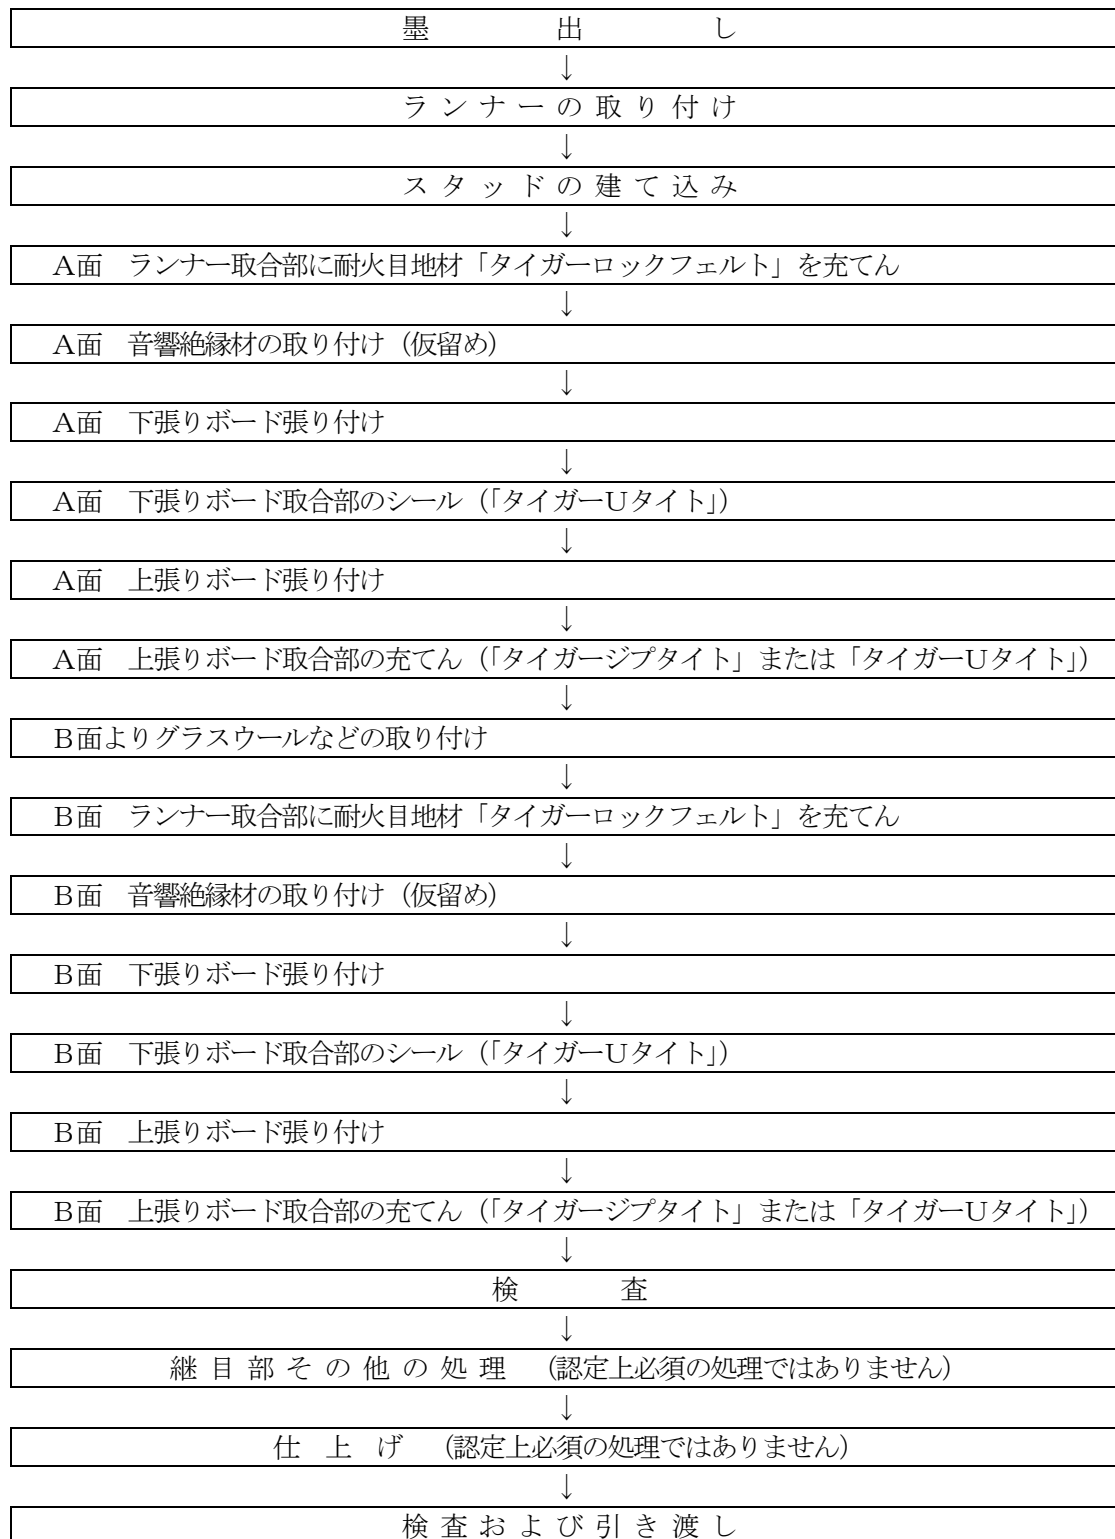 墨出し
↓
ランナーの取り付け
↓
スタッドの建て込み
↓
A面 ランナー取合部に耐火目地材「タイガーロックフェルト」を充てん
↓
A面 音響絶縁材の取り付け(仮留め)
↓
A面 下張りボード張り付け
↓
A面 下張りボード取合部のシール(「タイガーUタイト」)
↓
A面 上張りボード張り付け
↓
A面 上張りボード取合部の充てん(「タイガージプタイト」または「タイガーUタイト」)
↓
B面よりグラスウールなどの取り付け
↓
B面 ランナー取合部に耐火目地材「タイガーロックフェルト」を充てん
↓
B面 音響絶縁材の取り付け(仮留め)
↓
B面 下張りボード張り付け
↓
B面 下張りボード取合部のシール(「タイガーUタイト」)
↓
B面 上張りボード張り付け
↓
B面 上張りボード取合部の充てん(「タイガージプタイト」または「タイガーUタイト」)
↓
検査
↓
継目部その他の処理 (認定上必須の処理ではありません)
↓
仕上げ (認定上必須の処理ではありません)
↓
検査および引き渡し